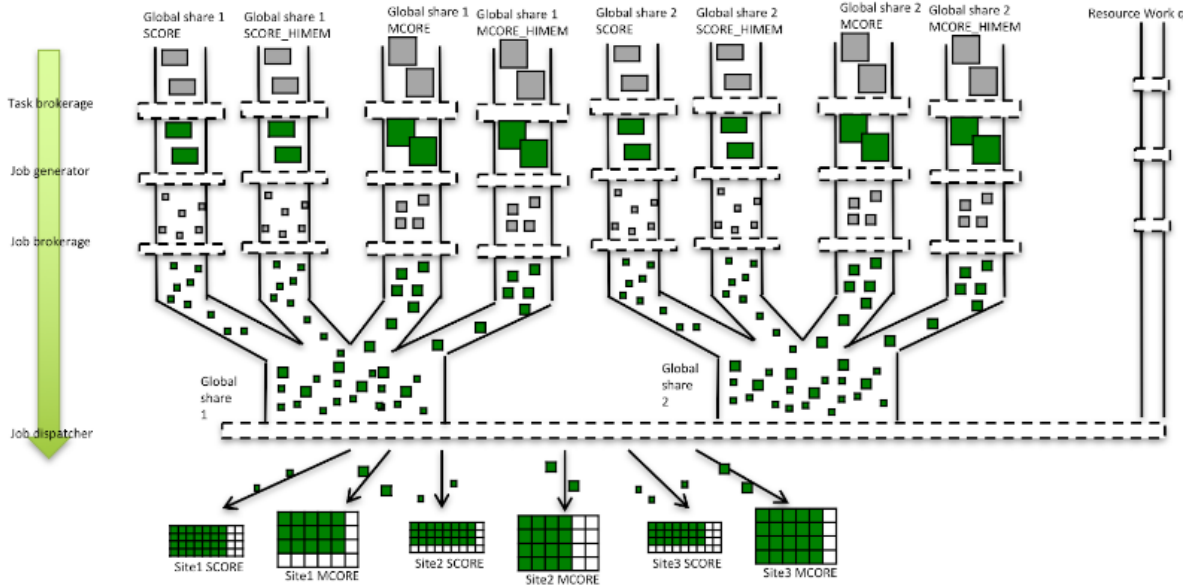 Global share 1
SCORE
Global share 1
SCORE_HIMEM
Global share 1
MCORE
Global share 1
MCORE_HIMEM
Global share 2
SCORE
Global share 2
SCORE_HIMEM
Global share 2
MCORE
Global share 2
MCORE_HIMEM
Resource Work q
Task brokerage
Job generator
Job brokerage
Global
share
1
Global
share
2
Job dispatcher
Site1 SCORE
Site1 MCORE
Site2 SCORE
Site2 MCORE
Site3 SCORE
Site3 MCORE